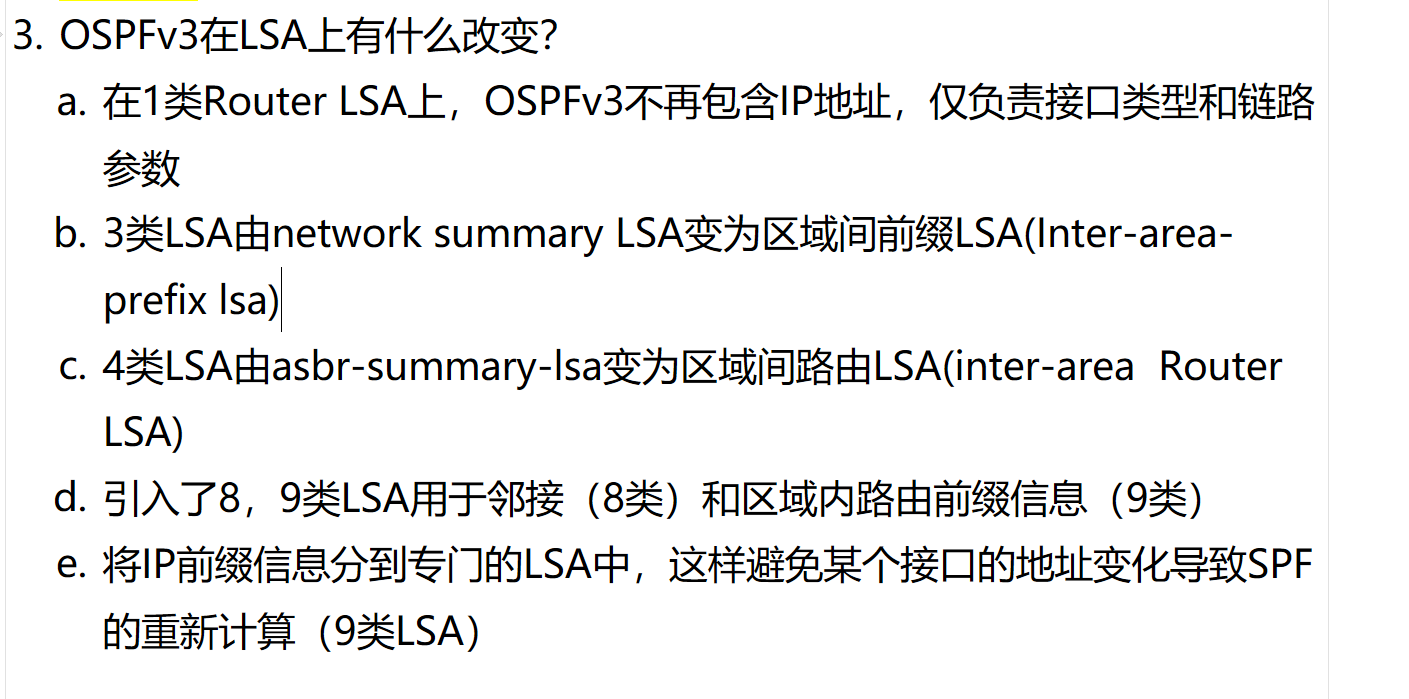 3. OSPFv3在LSA上有什么改变?
a. 在1类Router LSA上，OSPFv3不再包含IP地址，仅负责接口类型和链路
参数
b. 3类LSA由network summary LSA变为区域间前缀LSA(Inter-area-
prefix lsa)
c. 4类LSA由asbr-summary-lsa变为区域间路由LSA(inter-area  Router
LSA)
d. 引入了8，9类LSA用于邻接（8类）和区域内路由前缀信息（9类）
e. 将IP前缀信息分到专门的LSA中，这样避免某个接口的地址变化导致SPF
的重新计算（9类LSA）